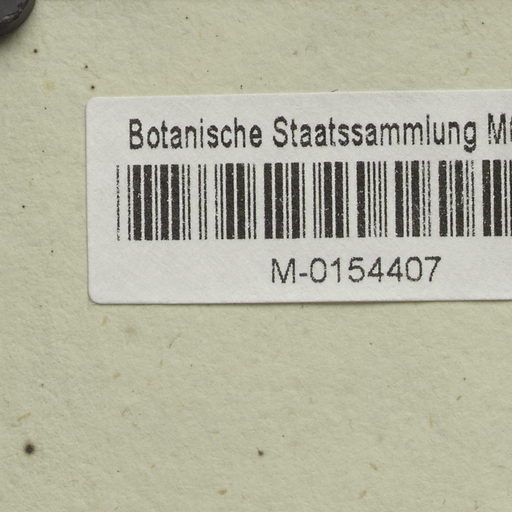 Botanische Staatssammlung
M-0154407